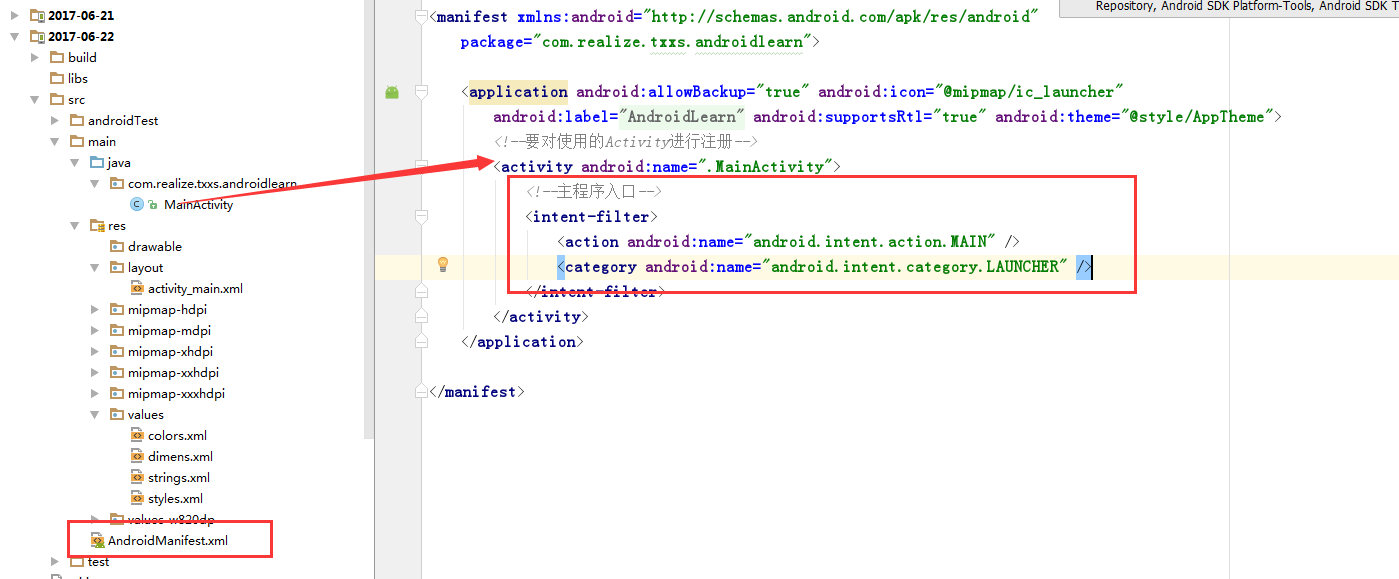 2017-06-21
2017-06-22
build
libs
src
androidTest
main
java
com.realize.txxs.androidlearn
MainActivity
res
drawable
layout
activity_main.xml
mipmap-hdpi
mipmap-mdpi
mipmap-xhdpi
mipmap-xxhdpi
mipmap-xxxhdpi
values
colors.xml
dimens.xml
strings.xml
styles.xml
values-w820dp
AndroidManifest.xml
test
Repository, Android SDK Platform-Tools, Android SDK T
<manifest xmlns:android="http://schemas.android.com/apk/res/android"
package="com.realize.txxs.androidlearn">
<application android:allowBackup="true" android:icon="@mipmap/ic_launcher"
android:label="AndroidLearn" android:supportsRtl="true" android:theme="@style/AppTheme">
<!--要对使用的Activity进行注册-->
<activity android:name=".MainActivity">
<!--主程序入口-->
<intent-filter>
<action android:name="android.intent.action.MAIN" />
<category android:name="android.intent.category.LAUNCHER" />
</intent-filter>
</activity>
</application>
</manifest>